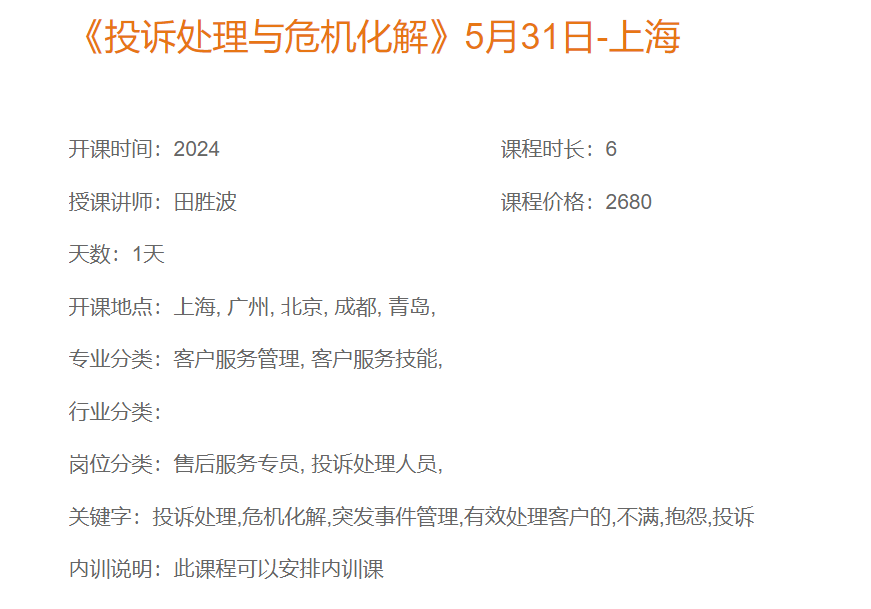 《投诉处理与危机化解》5月31日-上海
开课时间：2024 课程时长：6
授课讲师：田胜波 课程价格：2680
天数：1天
开课地点：上海, 广州, 北京, 成都, 青岛,
专业分类：客户服务管理, 客户服务技能,
行业分类：
岗位分类：售后服务专员, 投诉处理人员,
关键字：投诉处理,危机化解,突发事件管理,有效处理客户的,不满,抱怨,投诉
内训说明：此课程可以安排内训课